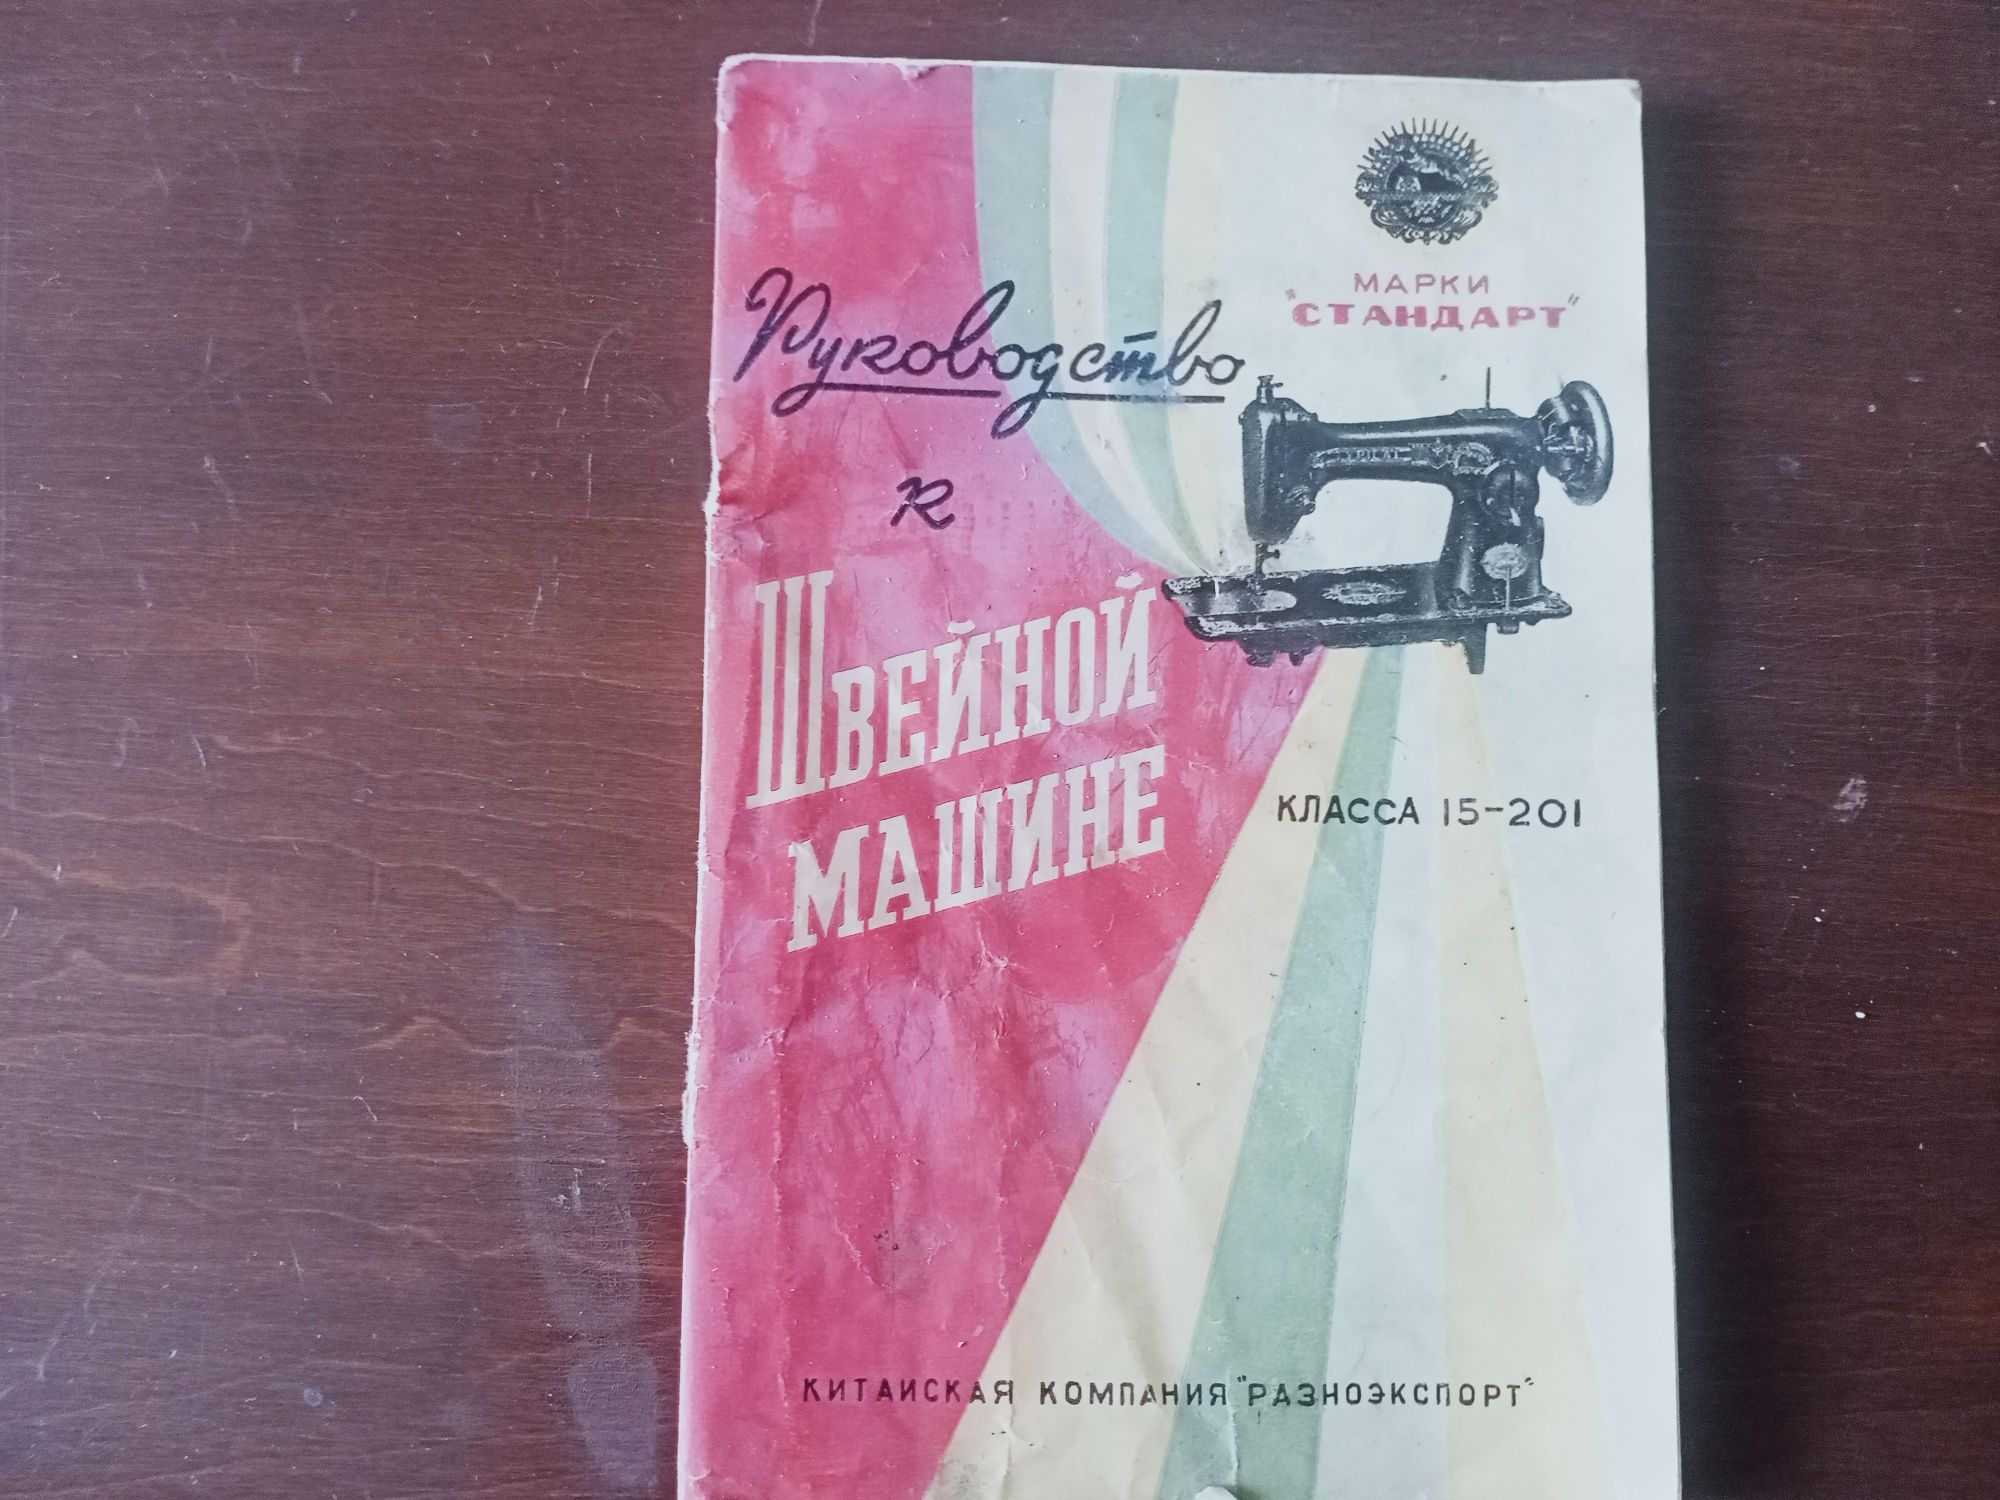 Руководство
к
ШВЕЙНОЙ
МАШИНЕ
МАРКИ
"СТАНДАРТ"
КЛАССА 15-201
КИТАЙСКАЯ КОМПАНИЯ "РАЗНОЭКСПОРТ"